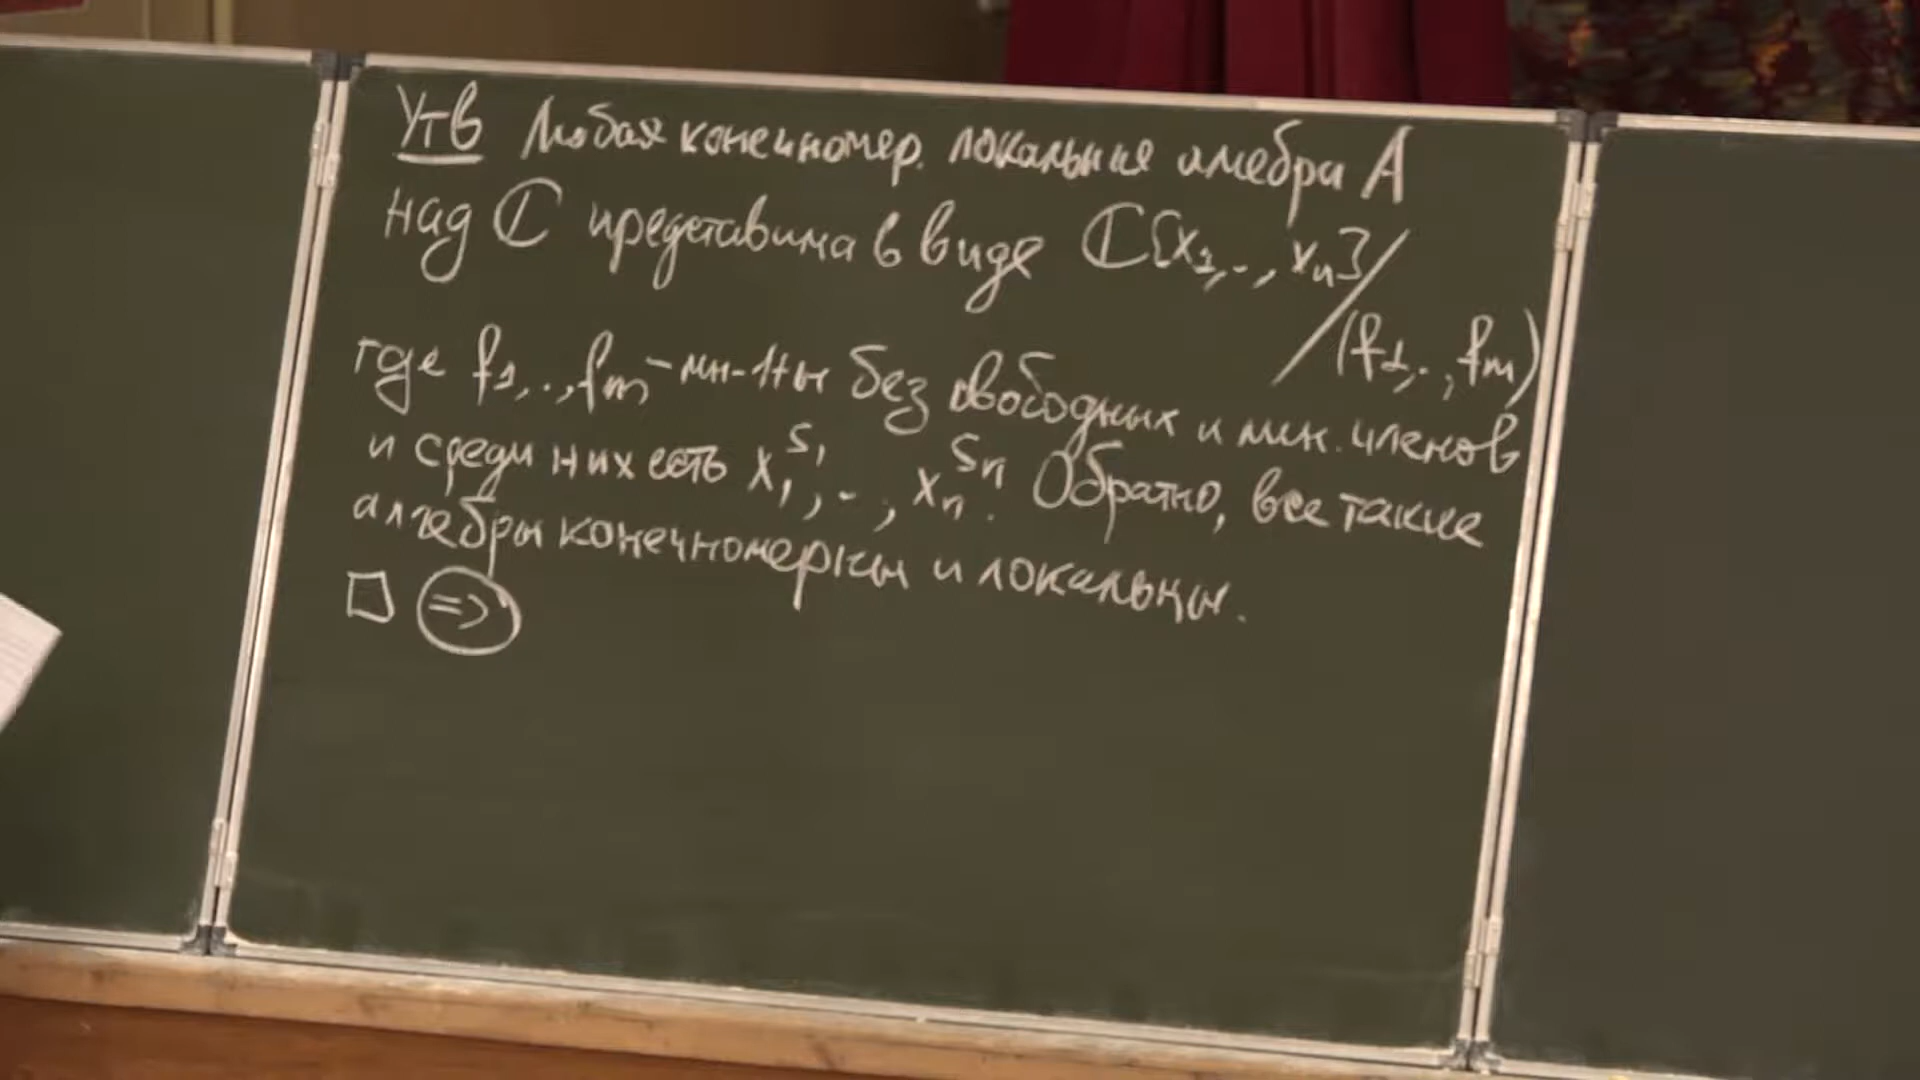 Утв Любая конечномер. локальная алгебра A
над ℂ представима в виде ℂ[x₁,..,xₙ]/
(f₁,..,fₘ)
где f₁,..,fₘ - мн-ны без свободных и лин. членов
и среди них есть x₁^s₁,..,xₙ^sₙ. Обратно, все такие
алгебры конечномерны и локальны.
□ =>